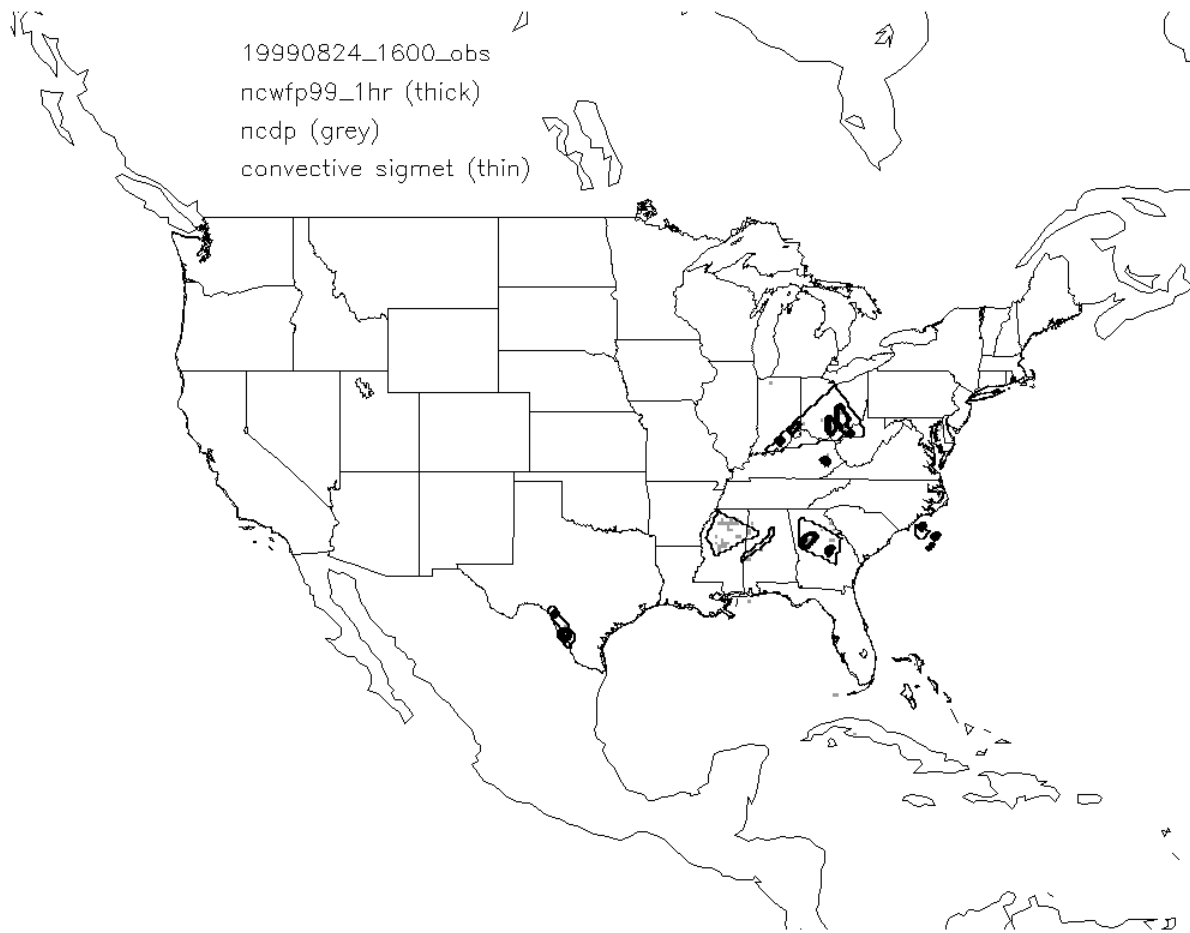 19990824_1600_obs
ncwfp99_1hr (thick)
ncdp (grey)
convective sigmet (thin)